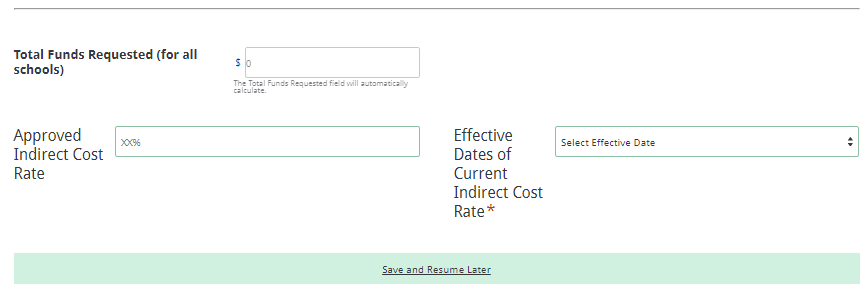 Total Funds Requested (for all
schools)
$ 0
The Total Funds Requested field will automatically
calculate.
Approved
Indirect Cost
Rate
XX%
Effective
Dates of
Current
Indirect Cost
Rate*
Select Effective Date
Save and Resume Later